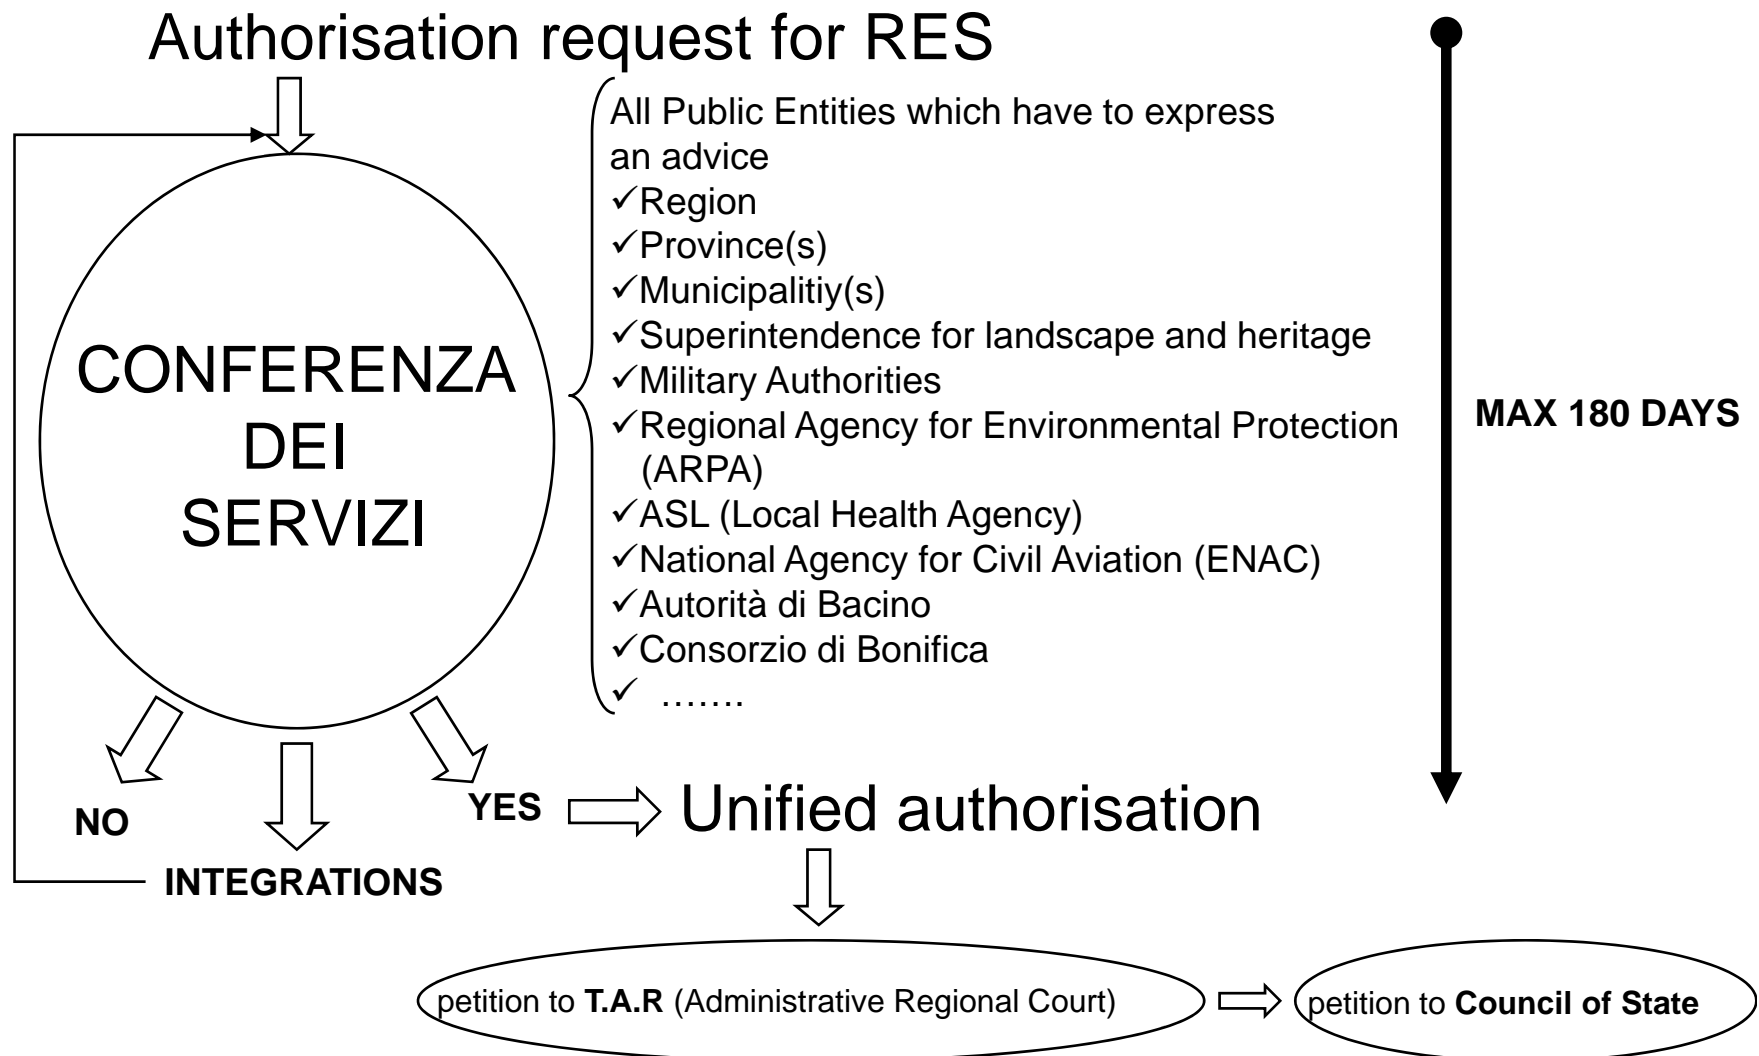 Authorisation request for RES
All Public Entities which have to express
an advice
✓Region
✓Province(s)
✓Municipalitiy(s)
✓Superintendence for landscape and heritage
✓Military Authorities
✓Regional Agency for Environmental Protection
(ARPA)
✓ASL (Local Health Agency)
✓National Agency for Civil Aviation (ENAC)
✓Autorità di Bacino
✓Consorzio di Bonifica
✓ .......
CONFERENZA
DEI
SERVIZI
MAX 180 DAYS
NO
INTEGRATIONS
YES
Unified authorisation
petition to T.A.R (Administrative Regional Court)
petition to Council of State